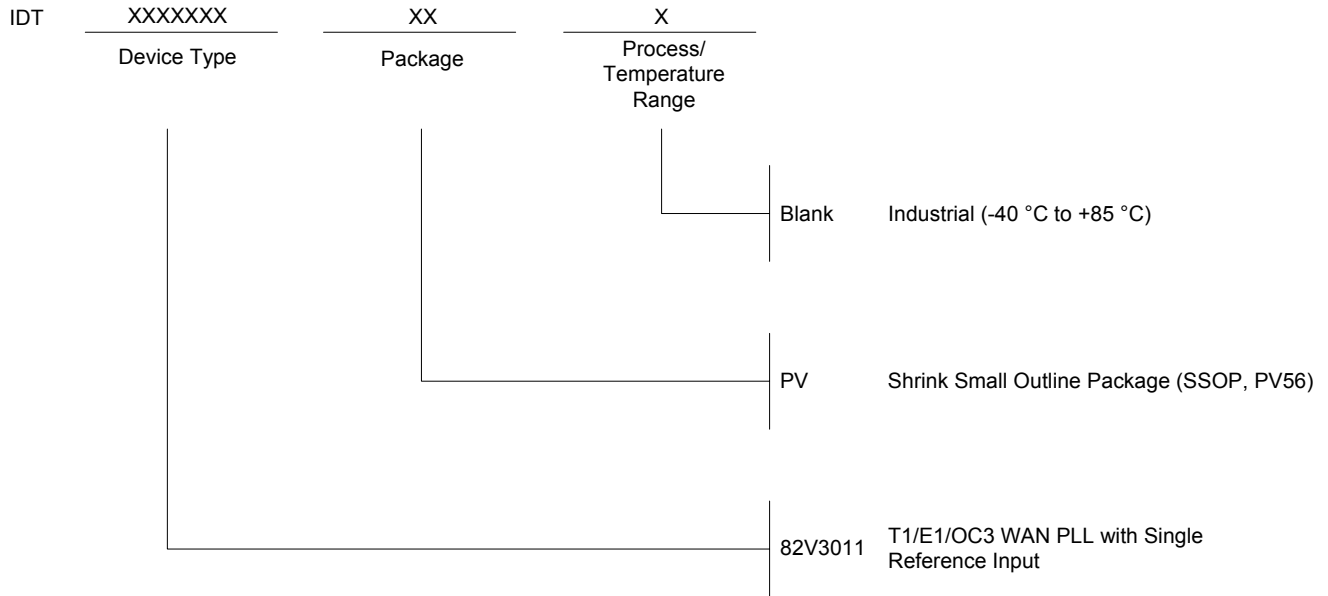 IDT XXXXXXX XX X
Device Type Package Process/
Temperature
Range
Blank Industrial (-40 °C to +85 °C)
PV Shrink Small Outline Package (SSOP, PV56)
82V3011 T1/E1/OC3 WAN PLL with Single
Reference Input